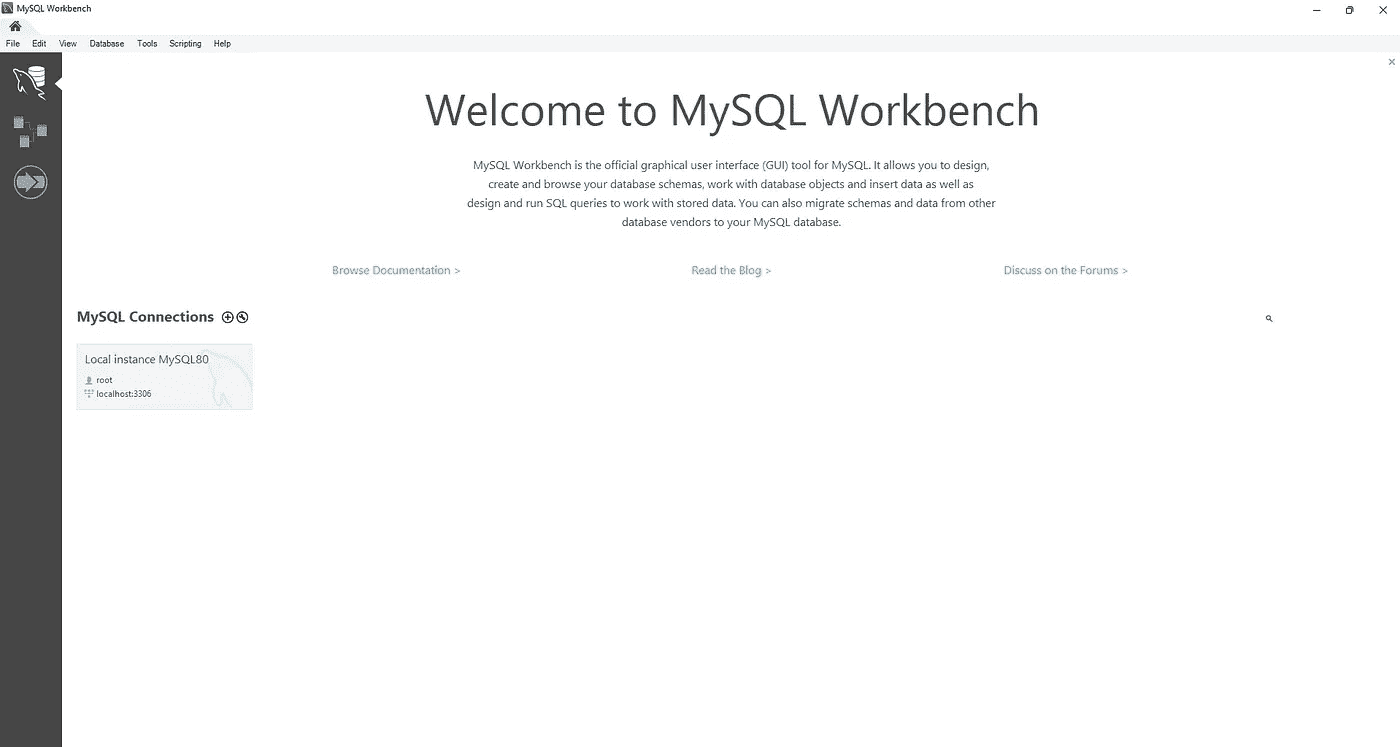 MySQL Workbench
File Edit View Database Tools Scripting Help
Welcome to MySQL Workbench
MySQL Workbench is the official graphical user interface (GUI) tool for MySQL. It allows you to design,
create and browse your database schemas, work with database objects and insert data as well as
design and run SQL queries to work with stored data. You can also migrate schemas and data from other
database vendors to your MySQL database.
Browse Documentation > Read the Blog > Discuss on the Forums >
MySQL Connections
Local instance MySQL80
root
localhost:3306